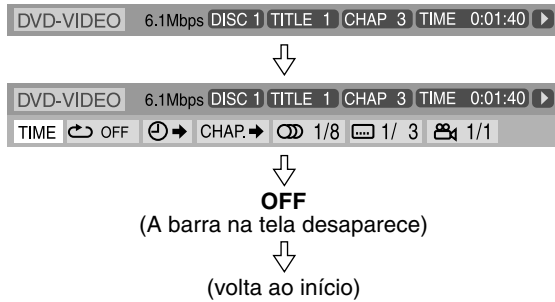 DVD-VIDEO 6.1Mbps DISC 1 TITLE 1 CHAP 3 TIME 0:01:40
DVD-VIDEO 6.1Mbps DISC 1 TITLE 1 CHAP 3 TIME 0:01:40
TIME OFF CHAP. 1/8 1/ 3 1/1
OFF
(A barra na tela desaparece)
(volta ao início)